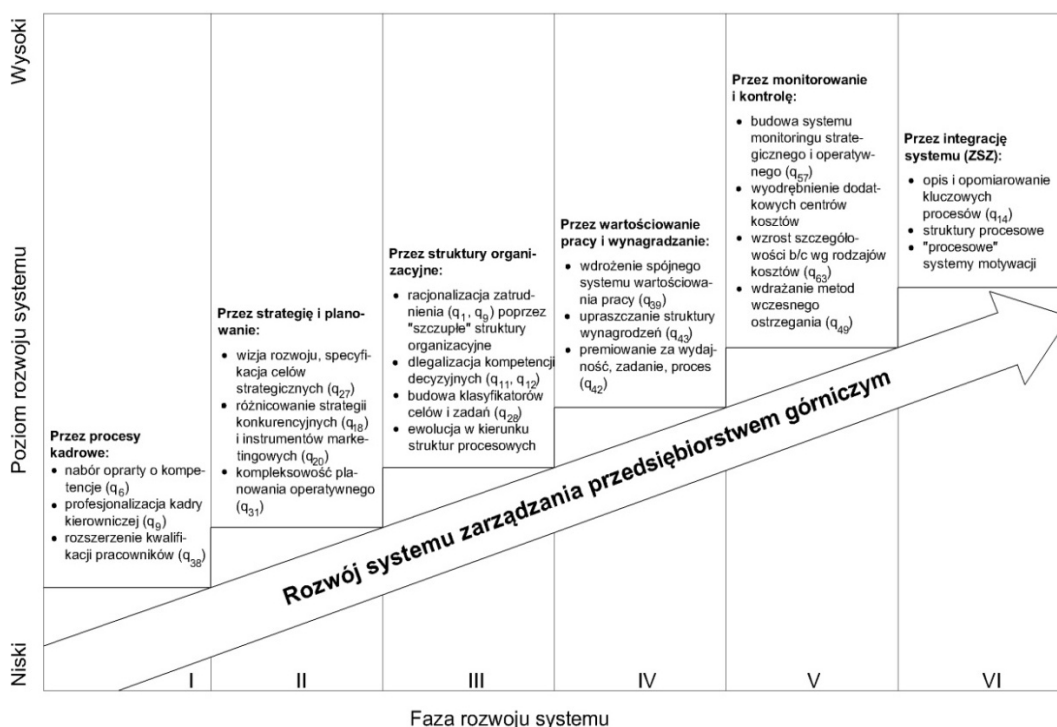 Wysoki
Poziom rozwoju systemu
Niski
Przez procesy
kadrowe:
• nabór oprarty o kompe-
tencje (q6)
• profesjonalizacja kadry
kierowniczej (q9)
• rozszerzenie kwalifi-
kacji pracowników (q38)
I
Przez strategię i plano-
wanie:
• wizja rozwoju, specyfi-
kacja celów
strategicznych (q27)
• różnicowanie strategii
konkurencyjnych (q18)
i instrumentów marke-
tingowych (q20)
• kompleksowość pla-
nowania operatywnego
(q31)
II
Przez struktury organi-
zacyjne:
• racjonalizacja zatrud-
nienia (q1, q9) poprzez
"szczupłe" struktury
organizacyjne
• dlegalizacja kompetencji
decyzyjnych (q11, q12)
• budowa klasyfikatorów
celów i zadań (q28)
• ewolucja w kierunku
struktur procesowych
III
Przez wartościowanie
pracy i wynagradzanie:
• wdrożenie spójnego
systemu wartościowa-
nia pracy (q39)
• upraszczanie struktury
wynagrodzeń (q43)
• premiowanie za wydaj-
ność, zadanie, proces
(q42)
IV
Przez monitorowanie
i kontrolę:
• budowa systemu
monitoringu strate-
gicznego i operatyw-
nego (q57)
• wyodrębnienie dodat-
kowych centrów
kosztów
• wzrost szczegóło-
wości b/c wg rodzajów
kosztów (q63)
• wdrażanie metod
wczesnego
ostrzegania (q49)
V
Przez integrację
systemu (ZSZ):
• opis i opomiarowanie
kluczowych
procesów (q14)
• struktury procesowe
• "procesowe"
systemy motywacji
VI
Rozwój systemu zarządzania przedsiębiorstwem górniczym
Faza rozwoju systemu